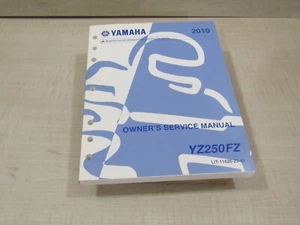 YAMAHA
2010
OWNER'S SERVICE MANUAL
YZ250FZ